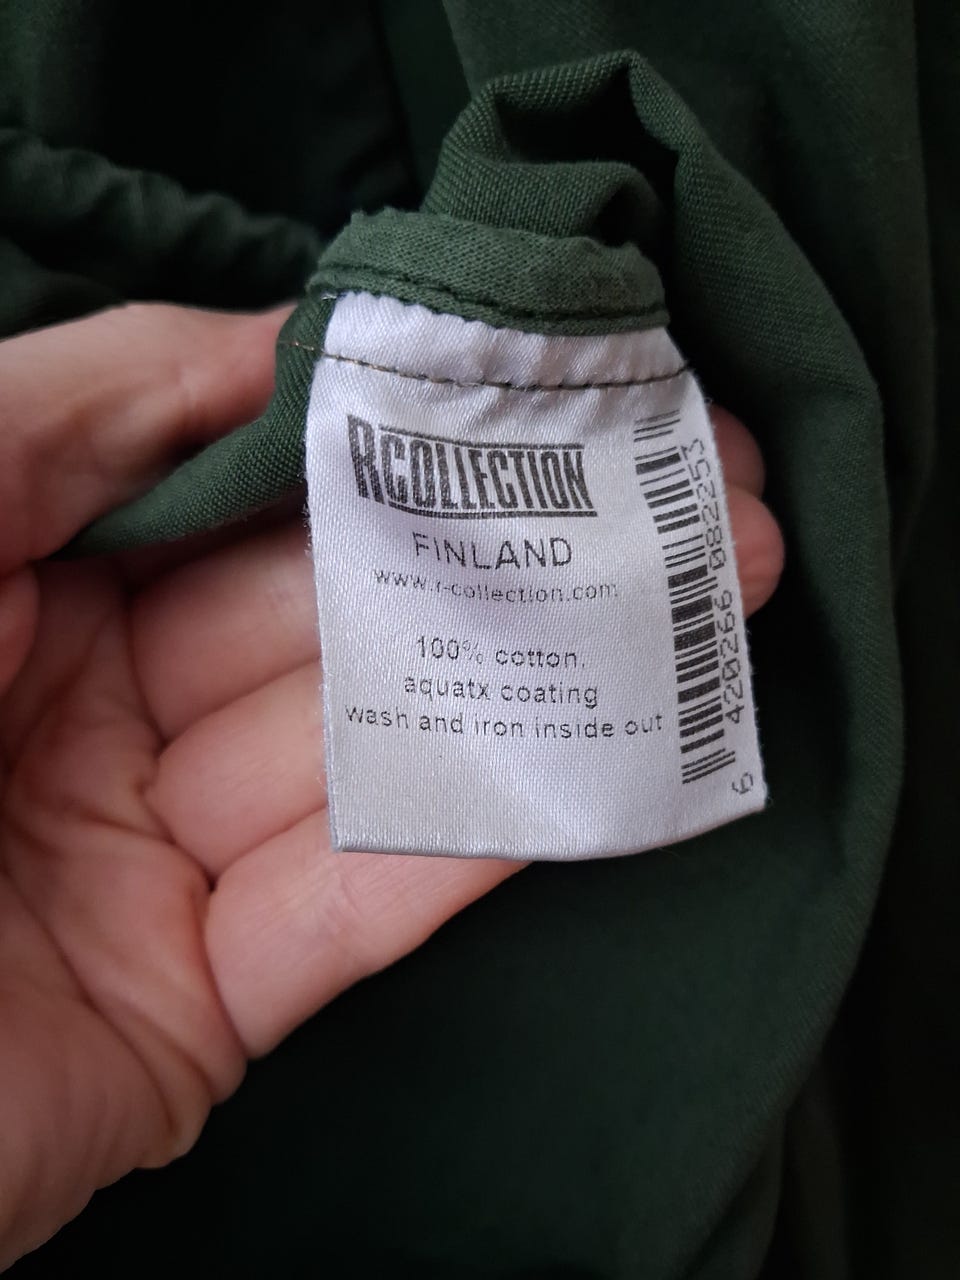 RCOLLECTION
FINLAND
www.r-collection.com
100% cotton,
aquatx coating
wash and iron inside out
6 420266 082253